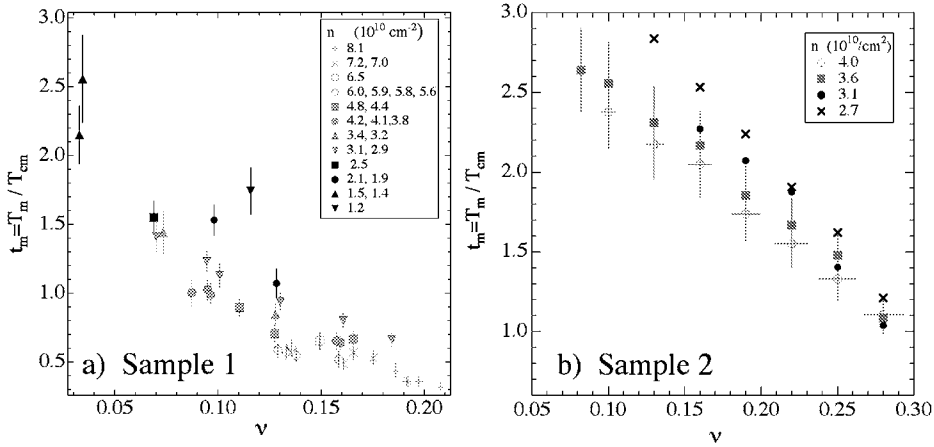 3.0
2.5
2.0
1.5
1.0
0.5
t_m=T_m / T_cm
n (10^10 cm^-2)
8.1
7.2, 7.0
6.5
6.0, 5.9, 5.8, 5.6
4.8, 4.4
4.2, 4.1,3.8
3.4, 3.2
3.1, 2.9
2.5
2.1, 1.9
1.5, 1.4
1.2
a) Sample 1
0.05 0.10 0.15 0.20
ν
3.0
2.5
2.0
1.5
1.0
t_m=T_m / T_cm
n (10^10/cm^2)
4.0
3.6
3.1
2.7
b) Sample 2
0.05 0.10 0.15 0.20 0.25 0.30
ν